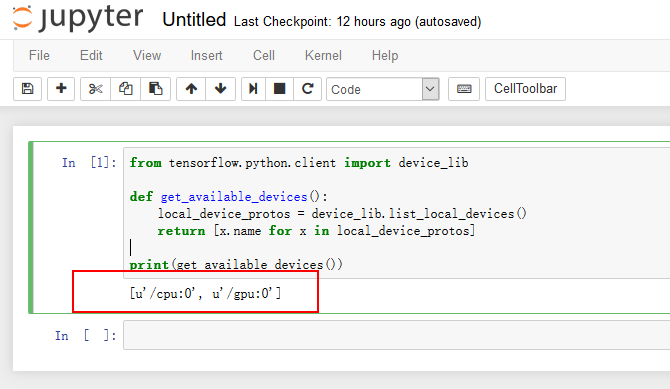 jupyter Untitled Last Checkpoint: 12 hours ago (autosaved)
File Edit View Insert Cell Kernel Help
Code CellToolbar
In [1]: from tensorflow.python.client import device_lib
def get_available_devices():
    local_device_protos = device_lib.list_local_devices()
    return [x.name for x in local_device_protos]
print(get_available_devices())
[u'/cpu:0', u'/gpu:0']
In [ ]: